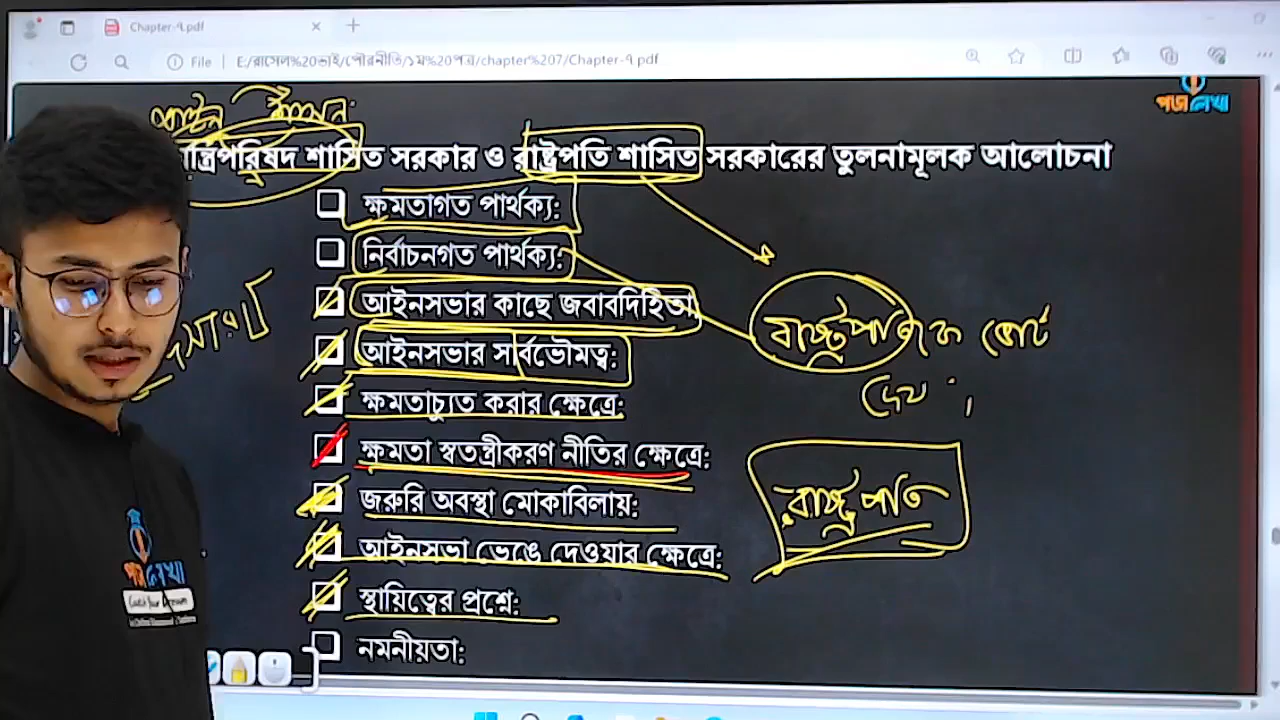 Chapter-৭.pdf
File
E:/রাসেল%20ভাই/পৌরনীতি/১ম%20পত্র/chapter%207/Chapter-৭.pdf
পড়ালেখা
শাসন:
ন্ত্রিপরিষদ শাসিত সরকার ও রাষ্ট্রপতি শাসিত সরকারের তুলনামূলক আলোচনা
ক্ষমতাগত পার্থক্য:
নির্বাচনগত পার্থক্য:
আইনসভার কাছে জবাবদিহিতা
আইনসভার সার্বভৌমত্ব:
ক্ষমতাচ্যুত করার ক্ষেত্রে:
ক্ষমতা স্বতন্ত্রীকরণ নীতির ক্ষেত্রে:
জরুরি অবস্থা মোকাবিলায়:
আইনসভা ভেঙে দেওয়ার ক্ষেত্রে:
স্থায়িত্বের প্রশ্নে:
নমনীয়তা:
রাষ্ট্রপতিকে ভোট
দেয়।
রাষ্ট্রপতি
পড়ালেখা